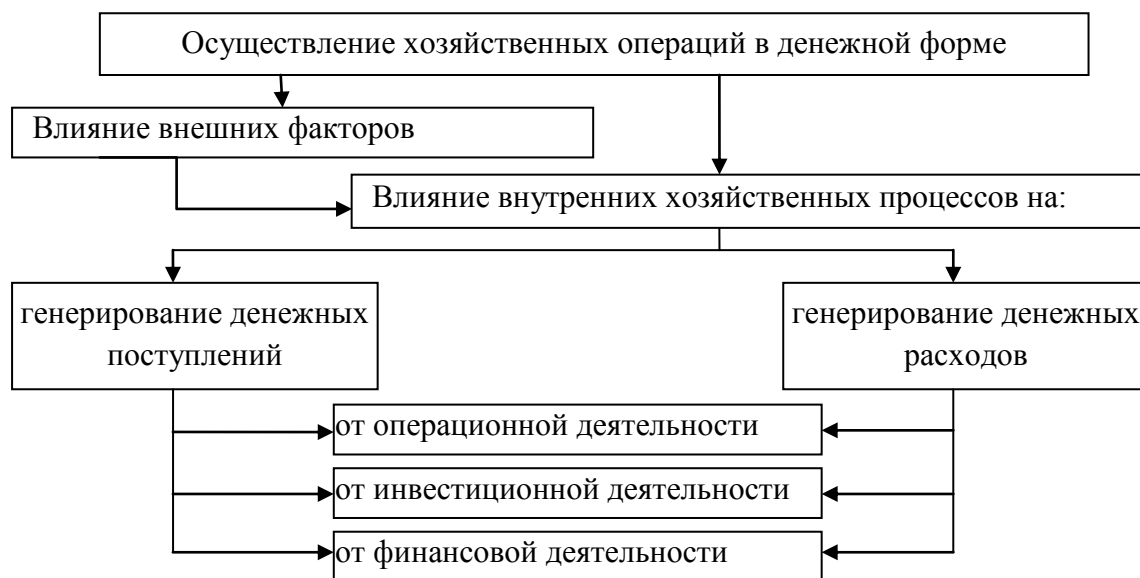 Осуществление хозяйственных операций в денежной форме
Влияние внешних факторов
Влияние внутренних хозяйственных процессов на:
генерирование денежных
поступлений
генерирование денежных
расходов
от операционной деятельности
от инвестиционной деятельности
от финансовой деятельности